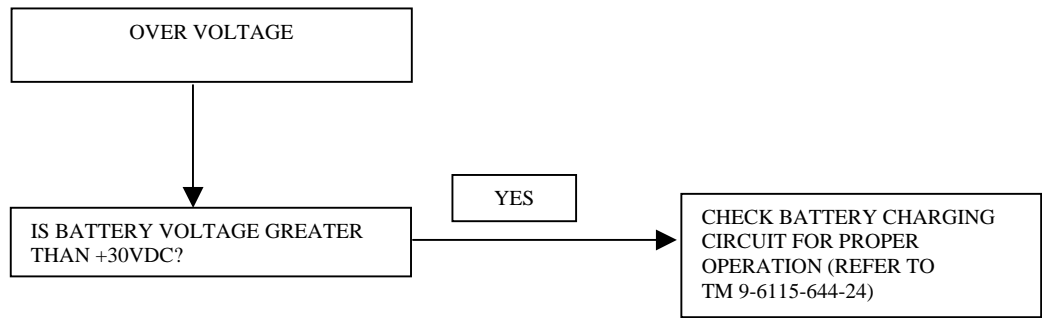 OVER VOLTAGE
IS BATTERY VOLTAGE GREATER
THAN +30VDC?
YES
CHECK BATTERY CHARGING
CIRCUIT FOR PROPER
OPERATION (REFER TO
TM 9-6115-644-24)